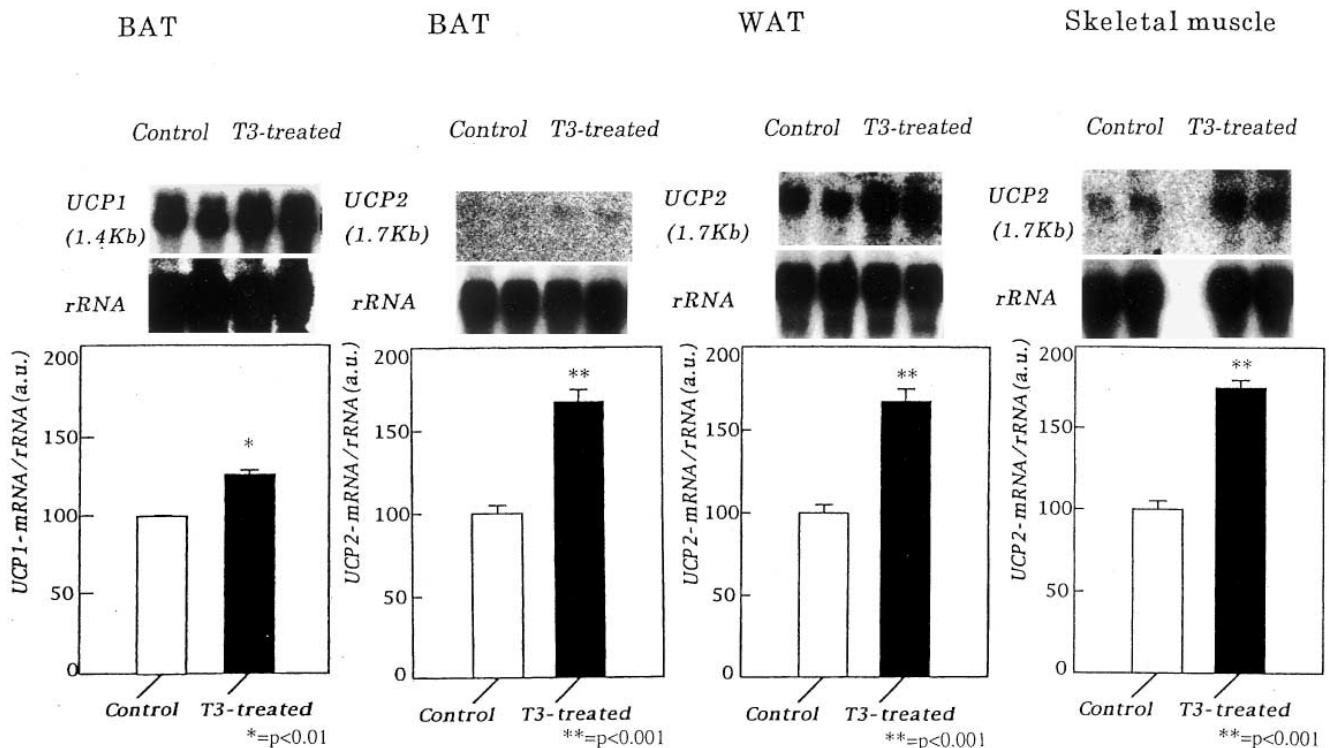 BAT
BAT
WAT
Skeletal muscle
Control T3-treated
Control T3-treated
Control T3-treated
Control T3-treated
UCP1
(1.4Kb)
rRNA
UCP2
(1.7Kb)
rRNA
UCP2
(1.7Kb)
rRNA
UCP2
(1.7Kb)
rRNA
UCP1-mRNA/rRNA(a.u.)
200
150
100
50
0
*
Control T3-treated
*=p<0.01
UCP2-mRNA/rRNA(a.u.)
200
150
100
50
0
**
Control T3-treated
**=p<0.001
UCP2-mRNA/rRNA(a.u.)
200
150
100
50
0
**
Control T3-treated
**=p<0.001
UCP2-mRNA/rRNA(a.u.)
200
150
100
50
0
**
Control T3-treated
**=p<0.001